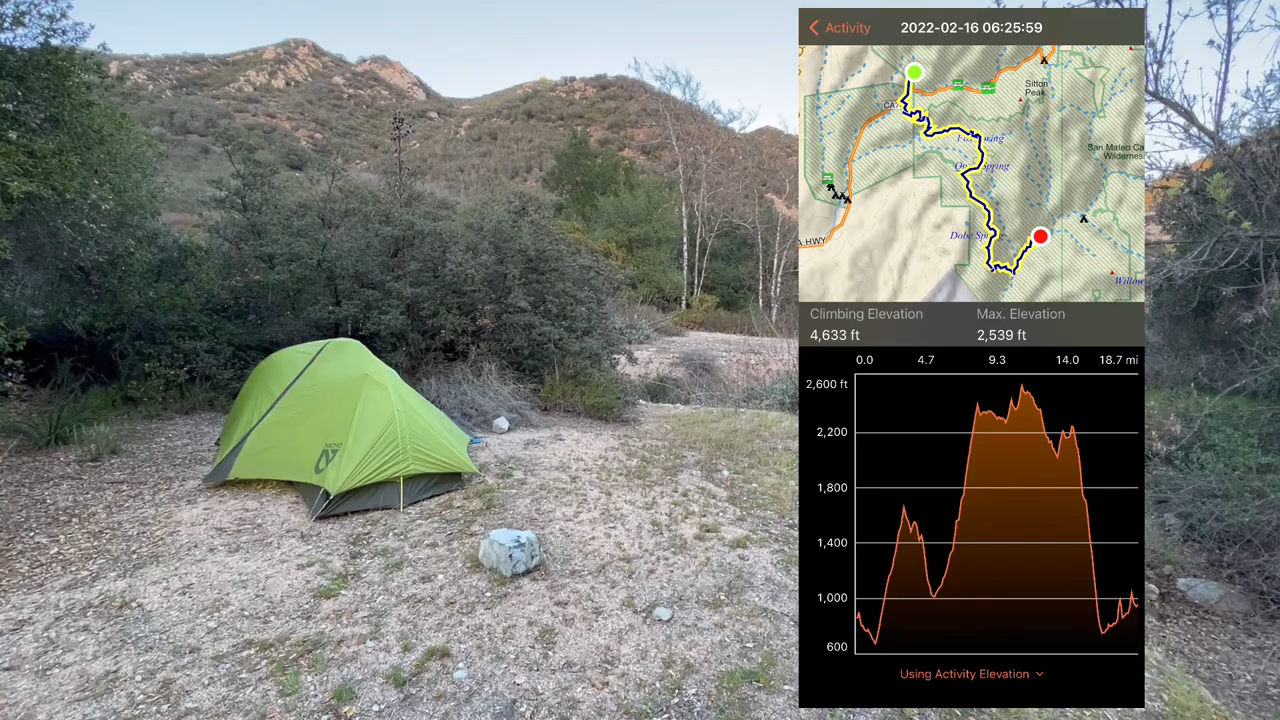 Activity
2022-02-16 06:25:59
Sitton
Peak
San Mateo Ca
Wildernes
Dobe Sp
A HWY
Willow
Climbing Elevation
Max. Elevation
4,633 ft
2,539 ft
0.0
4.7
9.3
14.0
18.7 mi
2,600 ft
2,200
1,800
1,400
1,000
600
Using Activity Elevation
NEMO